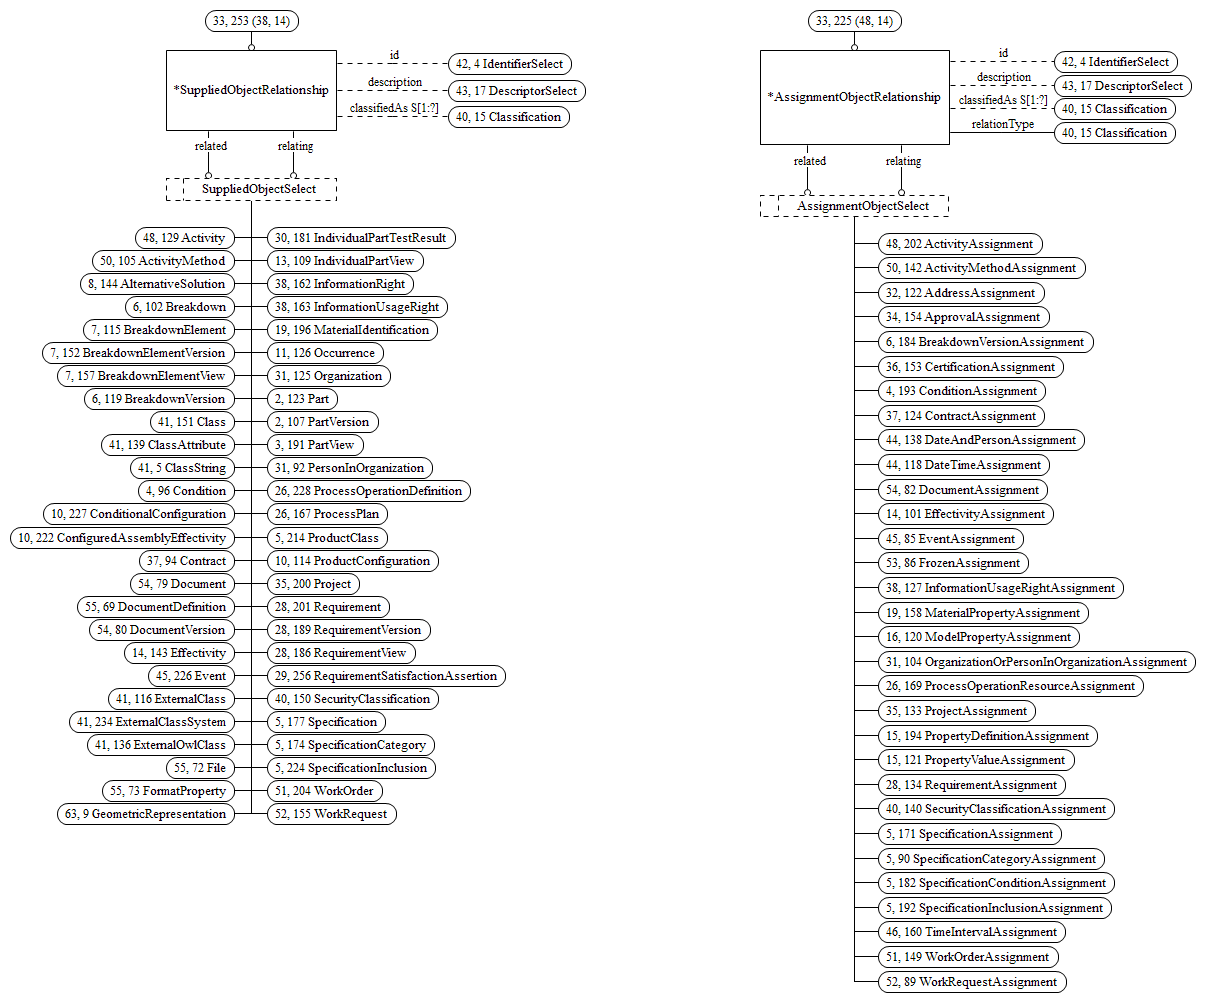 33, 253 (38, 14)
*SuppliedObjectRelationship
id
42, 4 IdentifierSelect
description
43, 17 DescriptorSelect
classifiedAs S[1:?]
40, 15 Classification
related
relating
SuppliedObjectSelect
48, 129 Activity
50, 105 ActivityMethod
8, 144 AlternativeSolution
6, 102 Breakdown
7, 115 BreakdownElement
7, 152 BreakdownElementVersion
7, 157 BreakdownElementView
6, 119 BreakdownVersion
41, 151 Class
41, 139 ClassAttribute
41, 5 ClassString
4, 96 Condition
10, 227 ConditionalConfiguration
10, 222 ConfiguredAssemblyEffectivity
37, 94 Contract
54, 79 Document
55, 69 DocumentDefinition
54, 80 DocumentVersion
14, 143 Effectivity
45, 226 Event
41, 116 ExternalClass
41, 234 ExternalClassSystem
41, 136 ExternalOwlClass
55, 72 File
55, 73 FormatProperty
63, 9 GeometricRepresentation
30, 181 IndividualPartTestResult
13, 109 IndividualPartView
38, 162 InformationRight
38, 163 InformationUsageRight
19, 196 MaterialIdentification
11, 126 Occurrence
31, 125 Organization
2, 123 Part
2, 107 PartVersion
3, 191 PartView
31, 92 PersonInOrganization
26, 228 ProcessOperationDefinition
26, 167 ProcessPlan
5, 214 ProductClass
10, 114 ProductConfiguration
35, 200 Project
28, 201 Requirement
28, 189 RequirementVersion
28, 186 RequirementView
29, 256 RequirementSatisfactionAssertion
40, 150 SecurityClassification
5, 177 Specification
5, 174 SpecificationCategory
5, 224 SpecificationInclusion
51, 204 WorkOrder
52, 155 WorkRequest
33, 225 (48, 14)
*AssignmentObjectRelationship
id
42, 4 IdentifierSelect
description
43, 17 DescriptorSelect
classifiedAs S[1:?]
40, 15 Classification
relationType
40, 15 Classification
related
relating
AssignmentObjectSelect
48, 202 ActivityAssignment
50, 142 ActivityMethodAssignment
32, 122 AddressAssignment
34, 154 ApprovalAssignment
6, 184 BreakdownVersionAssignment
36, 153 CertificationAssignment
4, 193 ConditionAssignment
37, 124 ContractAssignment
44, 138 DateAndPersonAssignment
44, 118 DateTimeAssignment
54, 82 DocumentAssignment
14, 101 EffectivityAssignment
45, 85 EventAssignment
53, 86 FrozenAssignment
38, 127 InformationUsageRightAssignment
19, 158 MaterialPropertyAssignment
16, 120 ModelPropertyAssignment
31, 104 OrganizationOrPersonInOrganizationAssignment
26, 169 ProcessOperationResourceAssignment
35, 133 ProjectAssignment
15, 194 PropertyDefinitionAssignment
15, 121 PropertyValueAssignment
28, 134 RequirementAssignment
40, 140 SecurityClassificationAssignment
5, 171 SpecificationAssignment
5, 90 SpecificationCategoryAssignment
5, 182 SpecificationConditionAssignment
5, 192 SpecificationInclusionAssignment
46, 160 TimeIntervalAssignment
51, 149 WorkOrderAssignment
52, 89 WorkRequestAssignment